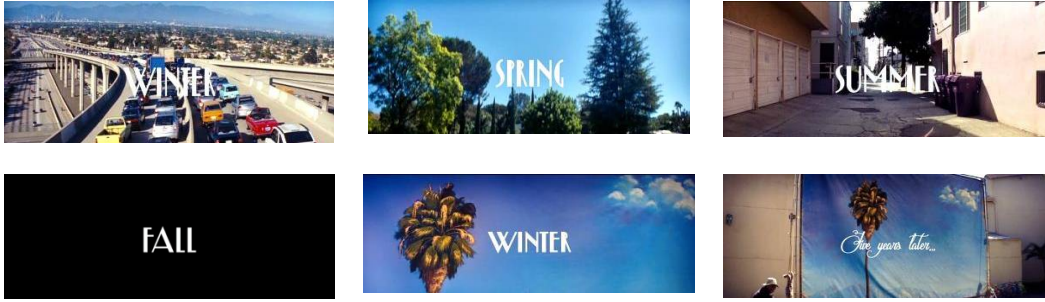 WINTER
SPRING
SUMMER
FALL
WINTER
Five years later...